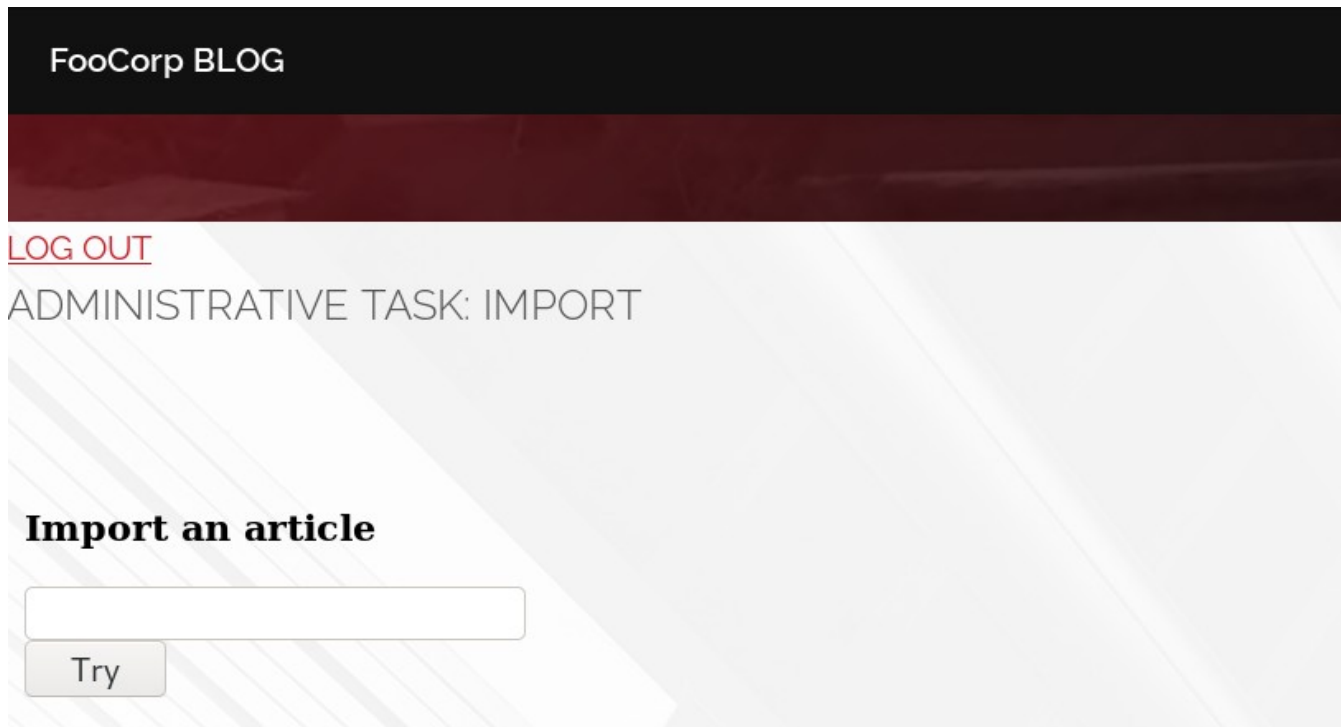 FooCorp BLOG
LOG OUT
ADMINISTRATIVE TASK: IMPORT
Import an article
Try